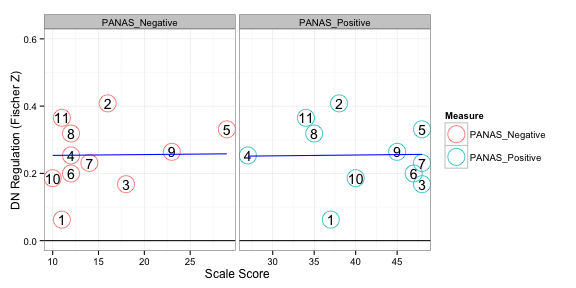 PANAS_Negative PANAS_Positive
DN Regulation (Fischer Z)
0.6
0.4
0.2
0.0
11 2 8 5 4 7 9 10 6 3 1
11 2 8 5 4 9 7 10 6 3 1
10 15 20 25 30 35 40 45
Scale Score
Measure
PANAS_Negative
PANAS_Positive